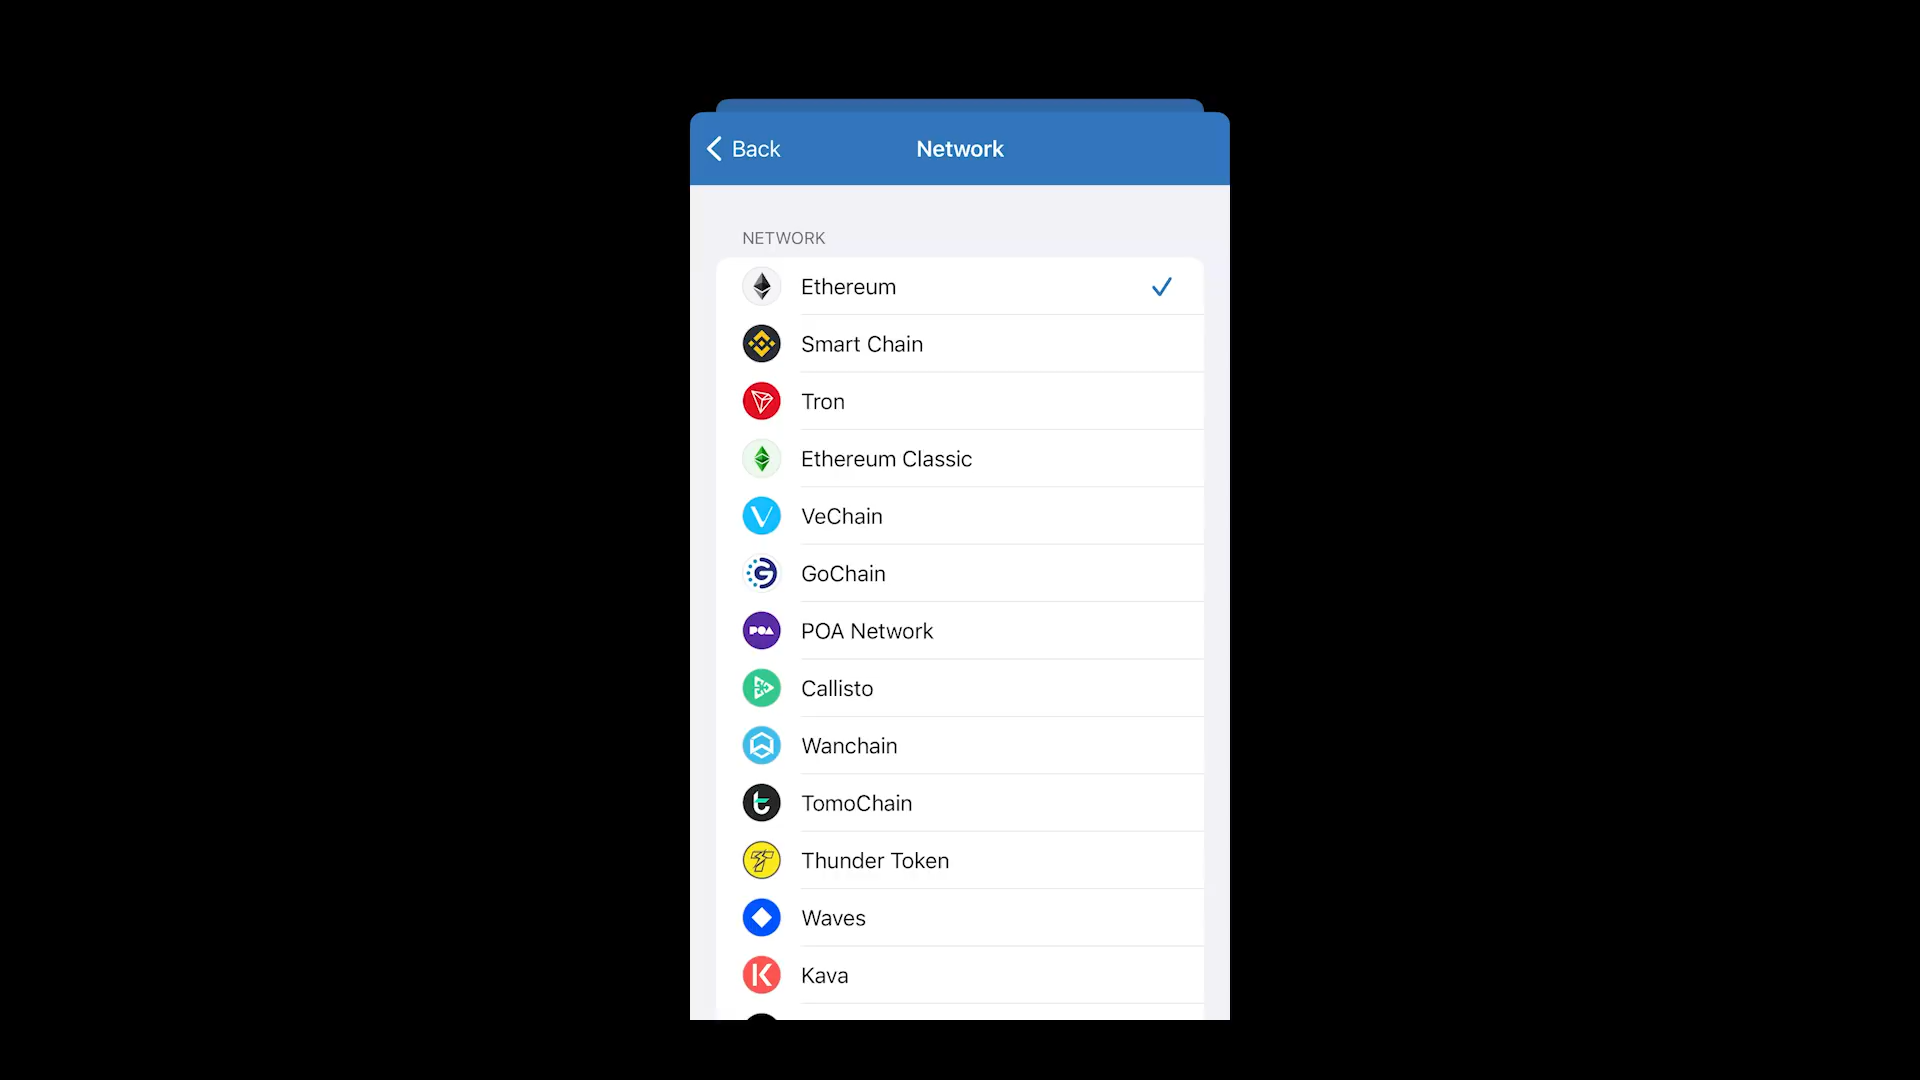 Back
Network
NETWORK
Ethereum
Smart Chain
Tron
Ethereum Classic
VeChain
GoChain
POA
POA Network
Callisto
Wanchain
TomoChain
Thunder Token
Waves
Kava